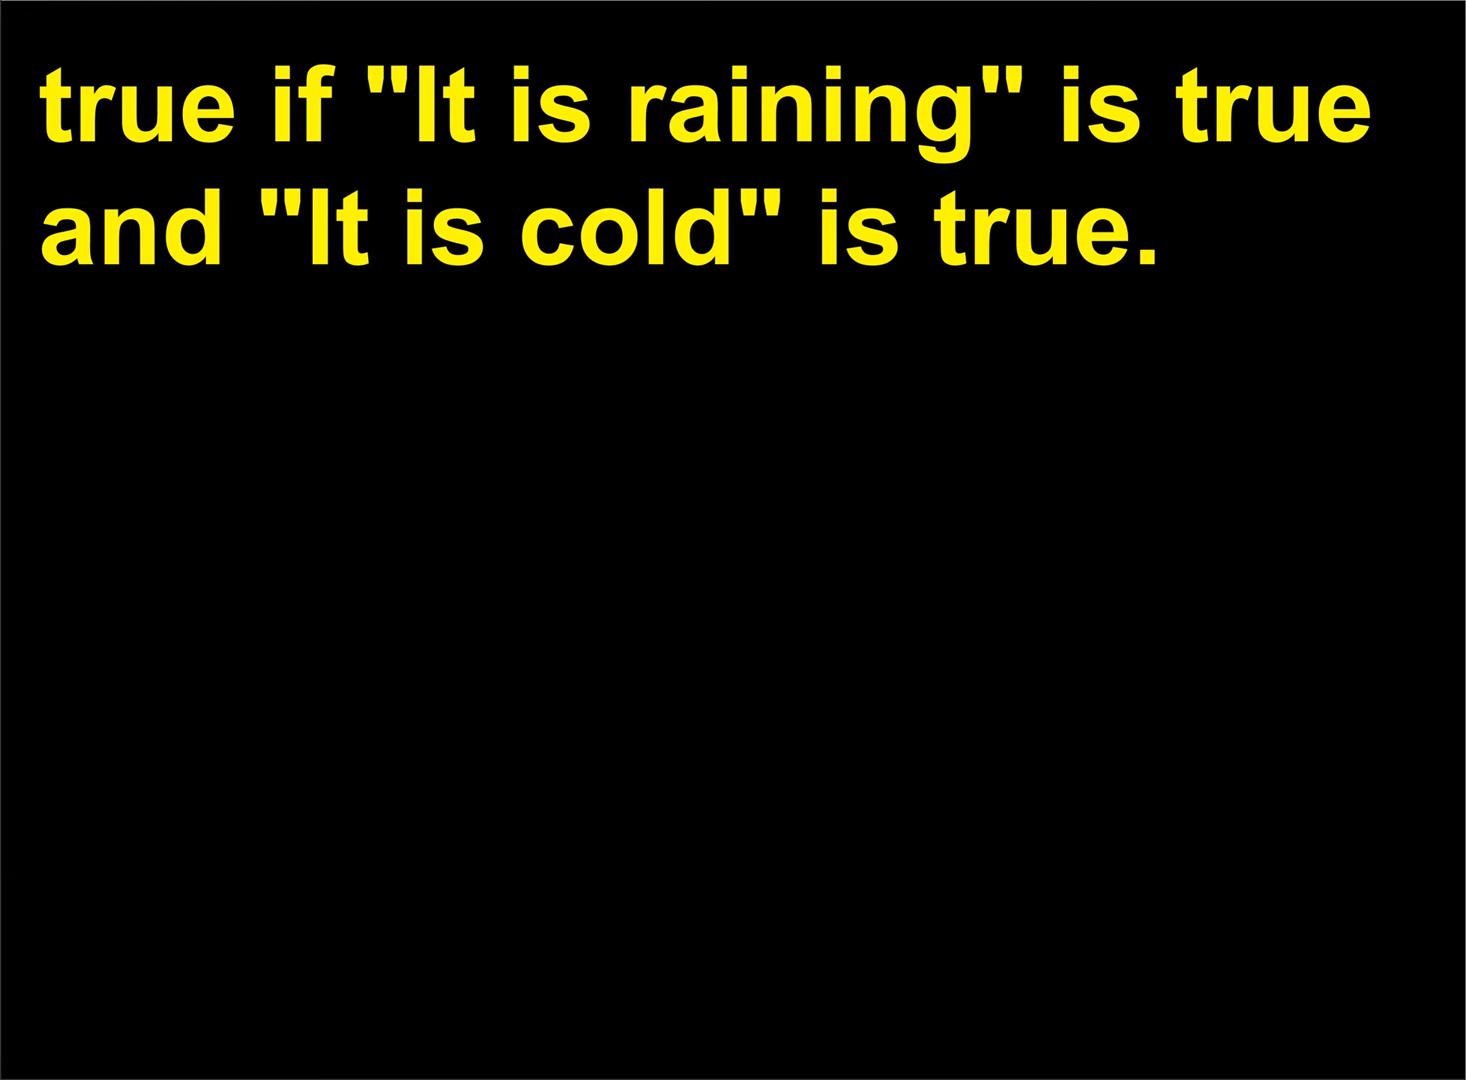 true if "It is raining" is true
and "It is cold" is true.